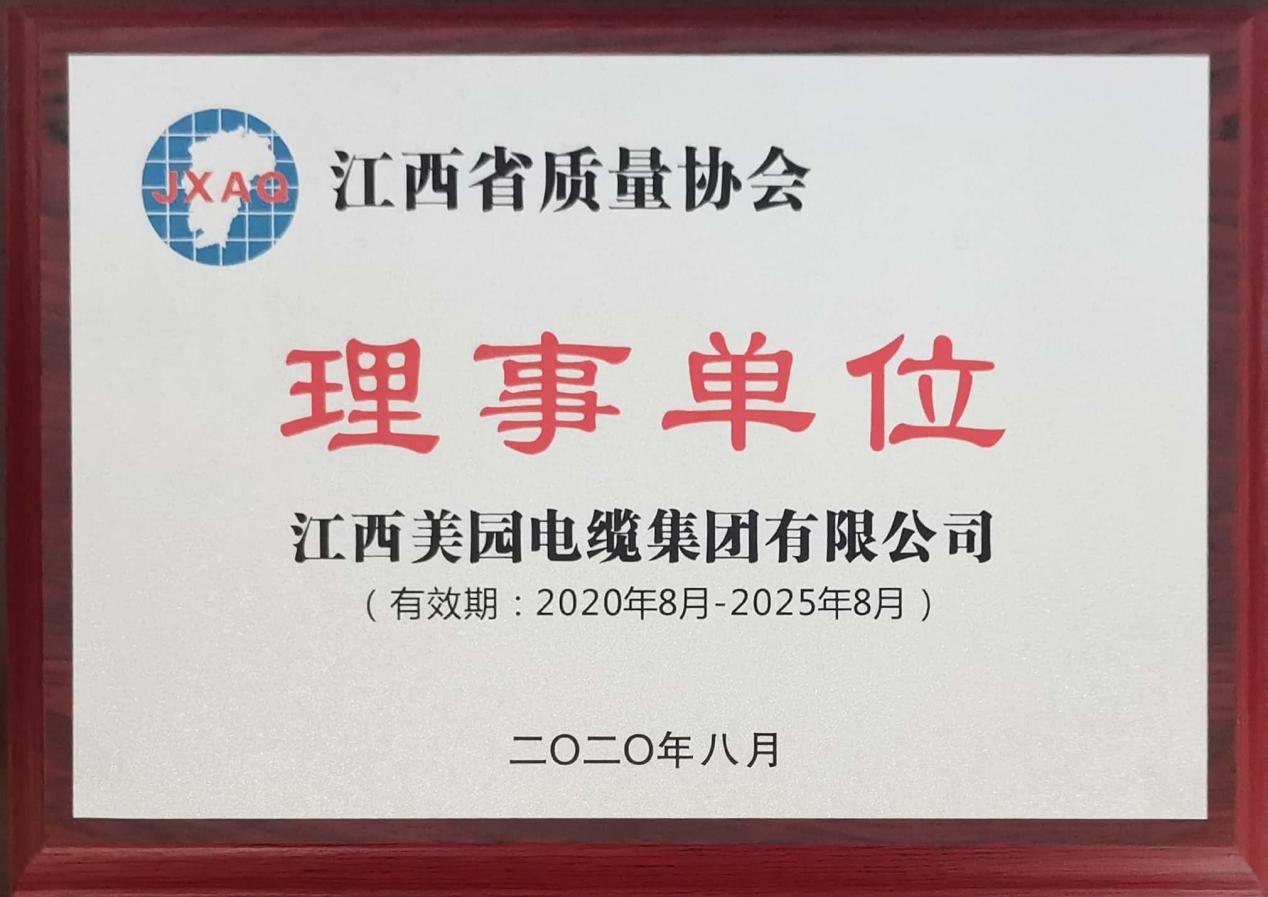 JXAQ
江西省质量协会
理事单位
江西美园电缆集团有限公司
（有效期：2020年8月-2025年8月）
二〇二〇年八月